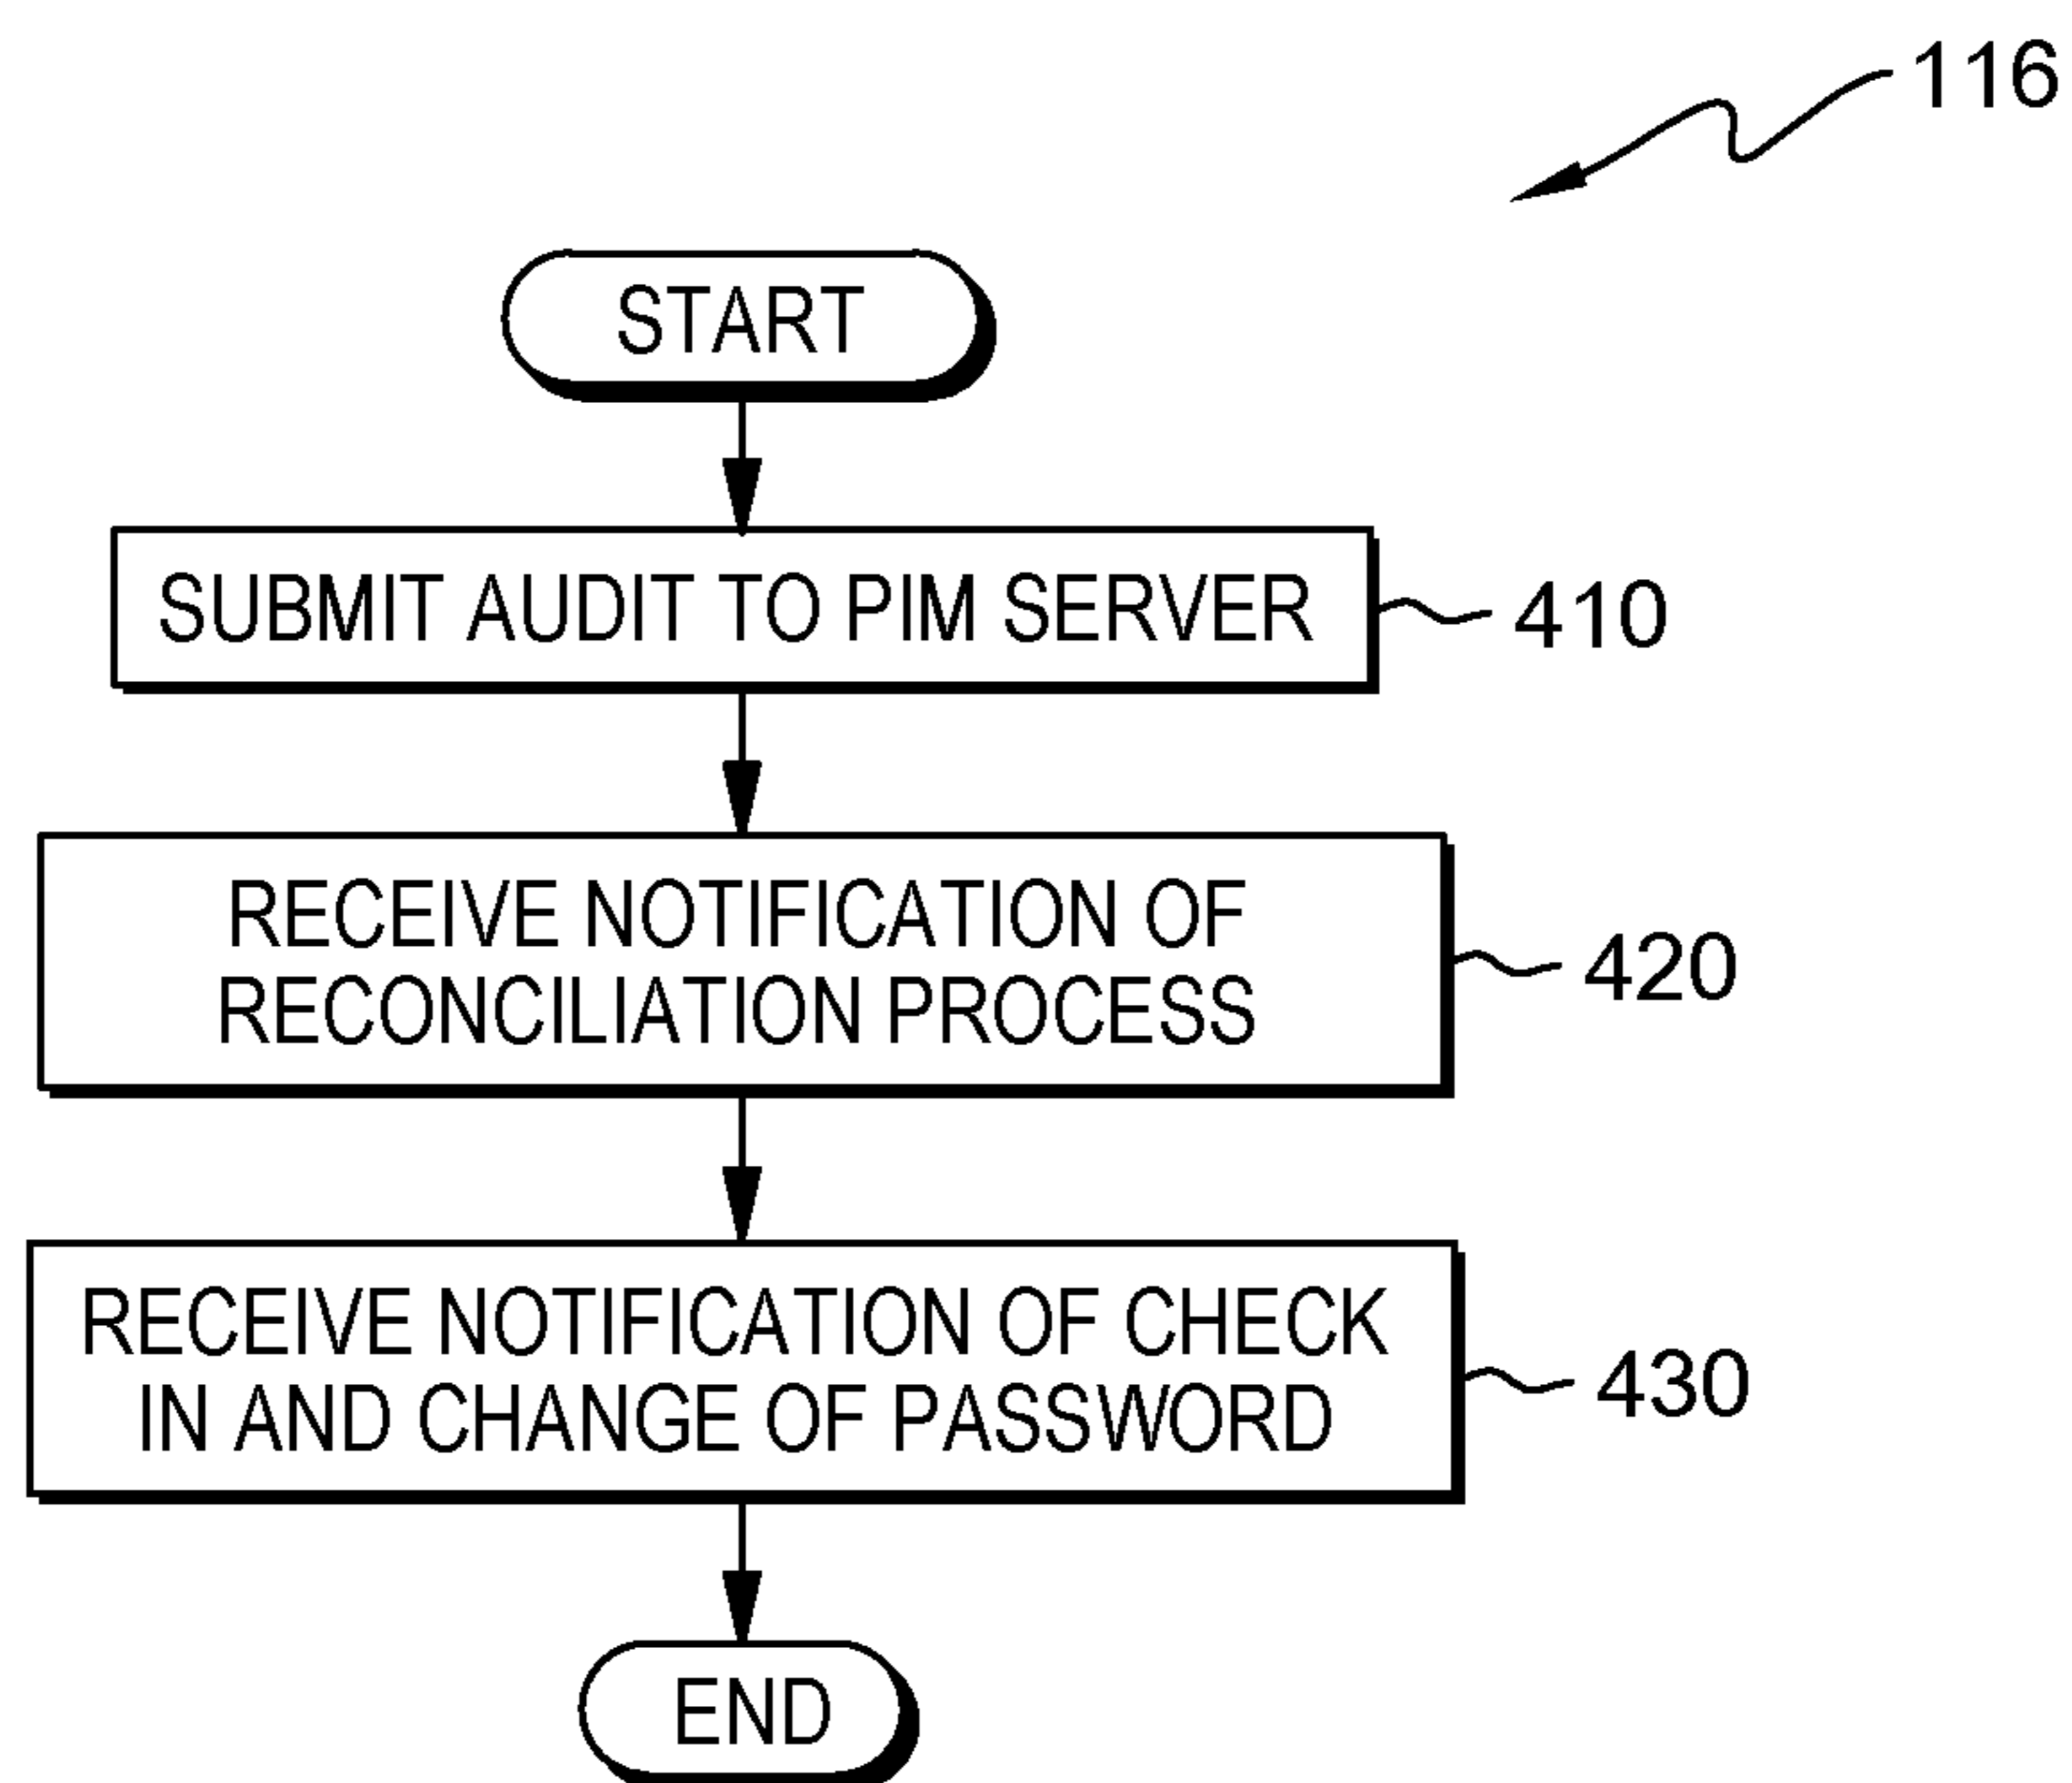 116
START
SUBMIT AUDIT TO PIM SERVER
410
RECEIVE NOTIFICATION OF
RECONCILIATION PROCESS
420
RECEIVE NOTIFICATION OF CHECK
IN AND CHANGE OF PASSWORD
430
END